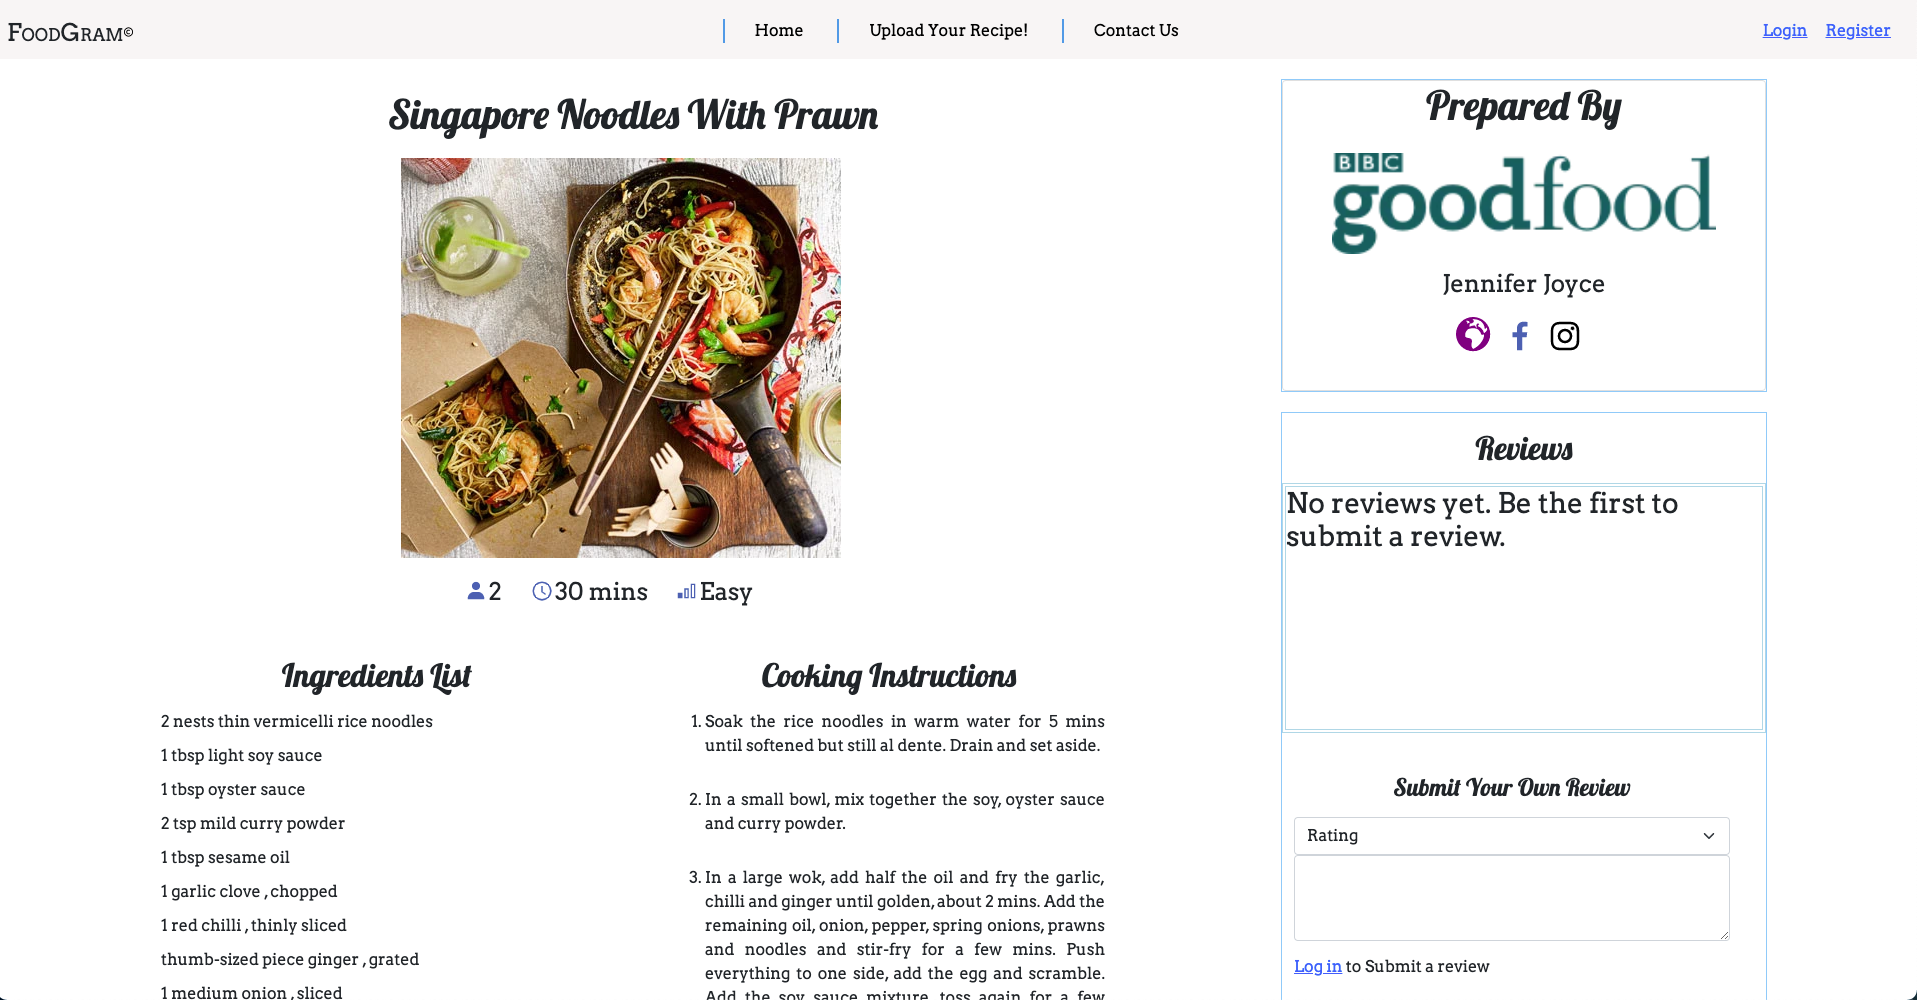 FoodGram©
Home
Upload Your Recipe!
Contact Us
Login
Register
Singapore Noodles With Prawn
2
30 mins
Easy
Ingredients List
2 nests thin vermicelli rice noodles
1 tbsp light soy sauce
1 tbsp oyster sauce
2 tsp mild curry powder
1 tbsp sesame oil
1 garlic clove , chopped
1 red chilli , thinly sliced
thumb-sized piece ginger , grated
1 medium onion , sliced
Cooking Instructions
1. Soak the rice noodles in warm water for 5 mins
until softened but still al dente. Drain and set aside.
2. In a small bowl, mix together the soy, oyster sauce
and curry powder.
3. In a large wok, add half the oil and fry the garlic,
chilli and ginger until golden, about 2 mins. Add the
remaining oil, onion, pepper, spring onions, prawns
and noodles and stir-fry for a few mins. Push
everything to one side, add the egg and scramble.
Add the soy sauce mixture, toss again for a few
Prepared By
BBC
goodfood
Jennifer Joyce
Reviews
No reviews yet. Be the first to
submit a review.
Submit Your Own Review
Rating
Log in to Submit a review